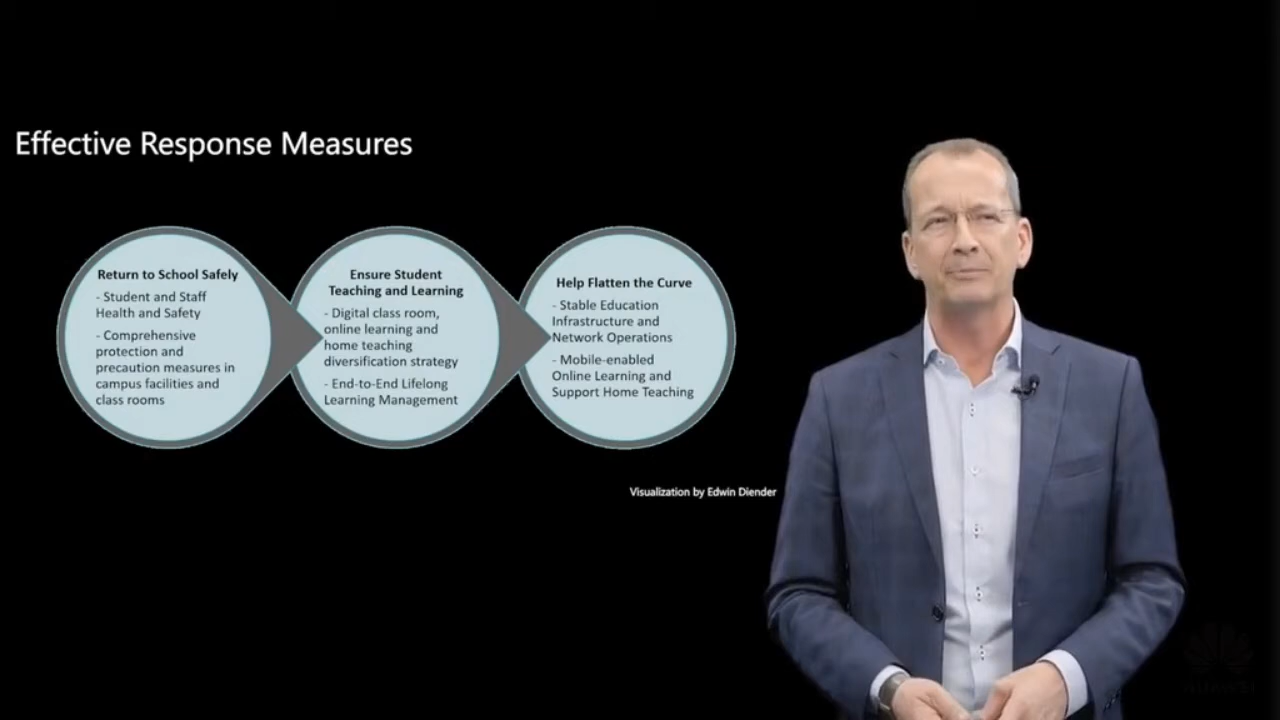 Effective Response Measures
Return to School Safely
- Student and Staff
Health and Safety
- Comprehensive
protection and
precaution measures in
campus facilities and
class rooms
Ensure Student
Teaching and Learning
- Digital class room,
online learning and
home teaching
diversification strategy
- End-to-End Lifelong
Learning Management
Help Flatten the Curve
- Stable Education
Infrastructure and
Network Operations
- Mobile-enabled
Online Learning and
Support Home Teaching
Visualization by Edwin Diender